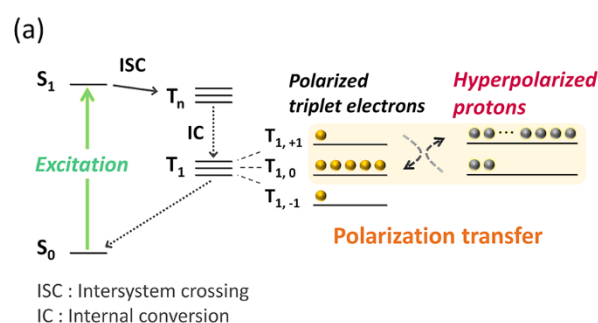 (a)
S1
ISC
Tn
IC
T1
Excitation
S0
Polarized
triplet electrons
Hyperpolarized
protons
T1, +1
T1, 0
T1, -1
...
Polarization transfer
ISC : Intersystem crossing
IC : Internal conversion